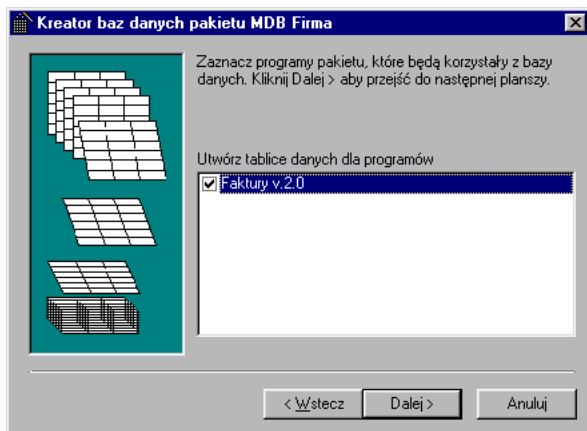 Kreator baz danych pakietu MDB Firma
Zaznacz programy pakietu, które będą korzystały z bazy
danych. Kliknij Dalej > aby przejść do następnej planszy.
Utwórz tablice danych dla programów
Faktury v.2.0
< Wstecz
Dalej >
Anuluj